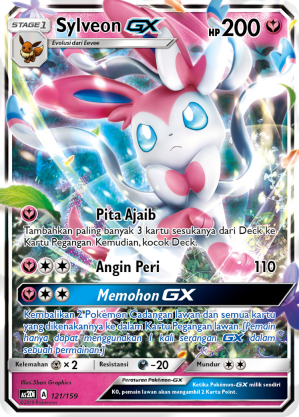 STAGE 1 Sylveon GX HP 200
Evolusi dari Eevee
Pita Ajaib
Tambahkan paling banyak 3 kartu sesukanya dari Deck ke
Kartu Pegangan. Kemudian, kocok Deck.
Angin Peri 110
Memohon GX
Kembalikan 2 Pokémon Cadangan lawan dan semua kartu
yang dikenakannya ke dalam Kartu Pegangan lawan. (Pemain
hanya dapat menggunakan 1 kali serangan GX dalam
sebuah permainan.)
Kelemahan ×2 Resistansi -20 Mundur
Illus. 5ban Graphics
Peraturan Pokémon-GX
Ketika Pokémon-GX milik sendiri
KO, lawan mengambil 2 Point Card.
AS2D A 121/159